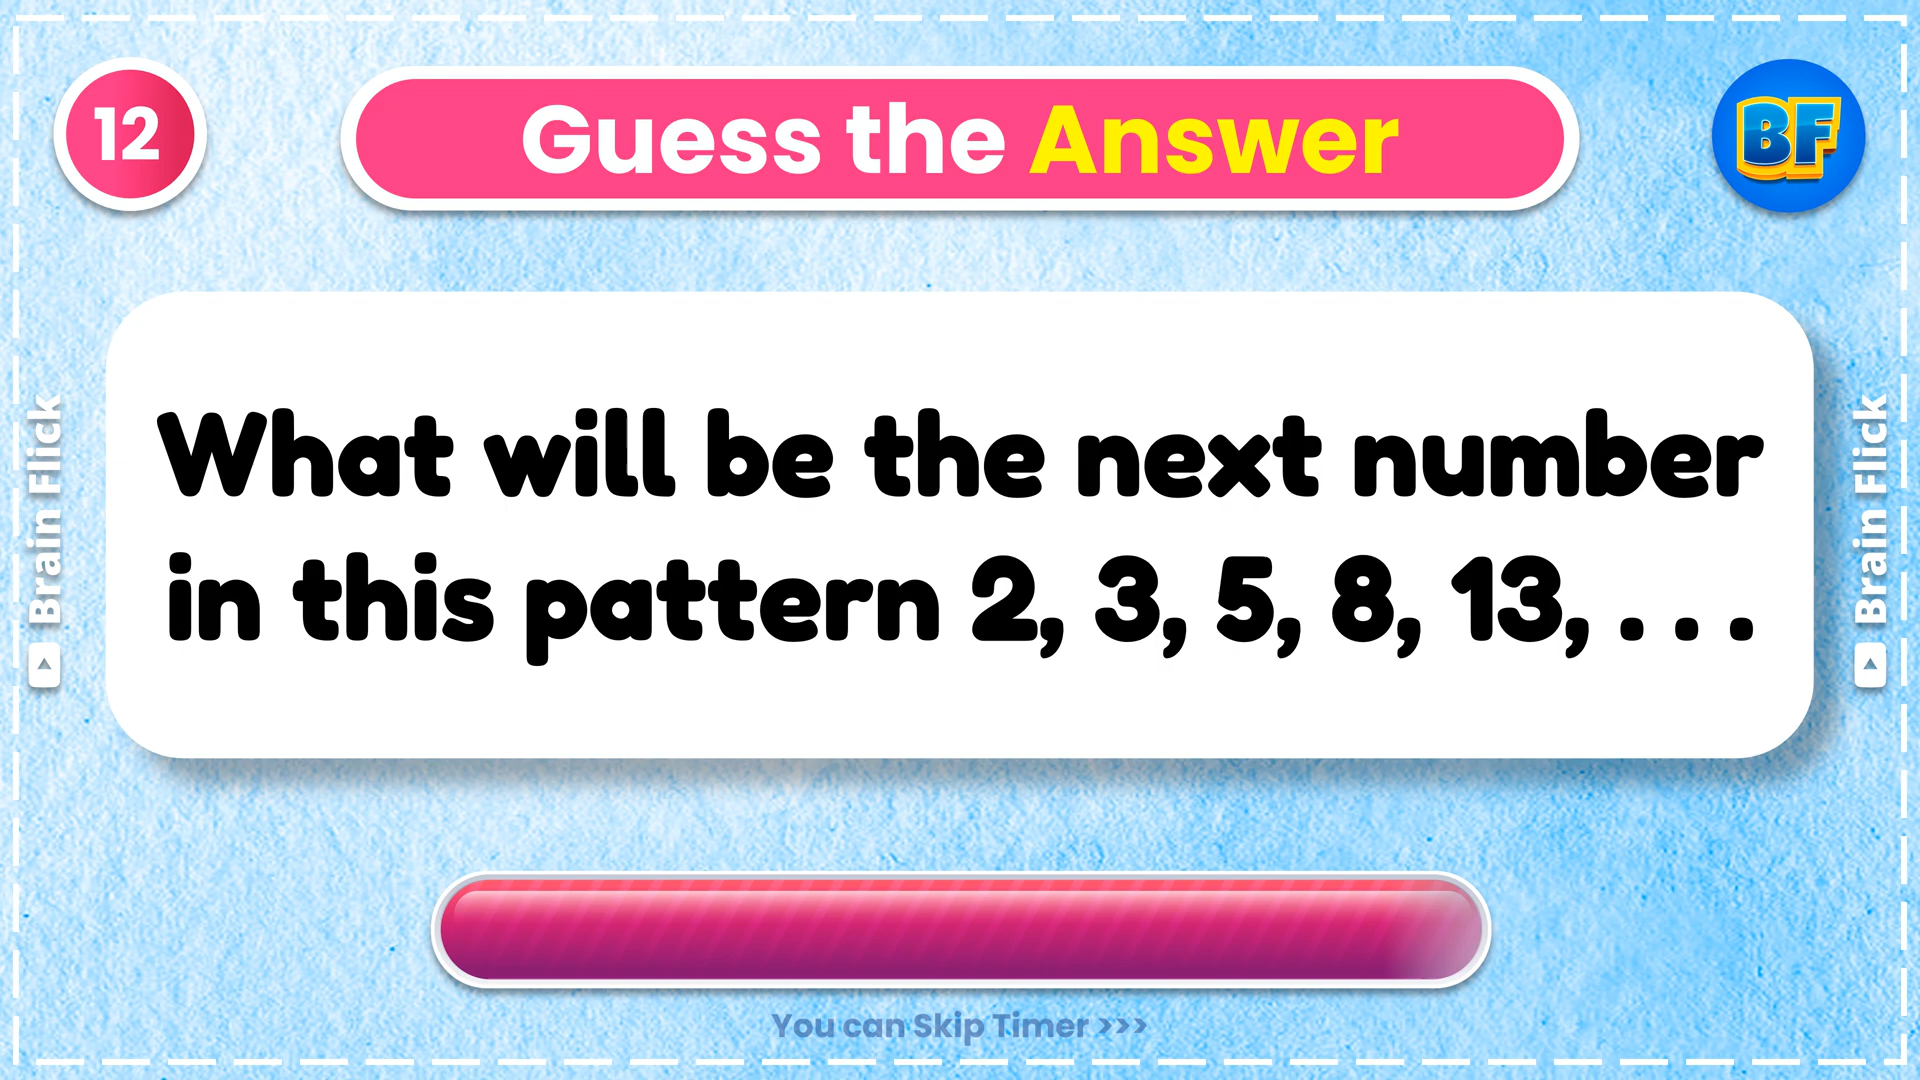 12
Guess the Answer
BF
What will be the next number
in this pattern 2, 3, 5, 8, 13, . . .
Brain Flick
Brain Flick
You can Skip Timer >>>